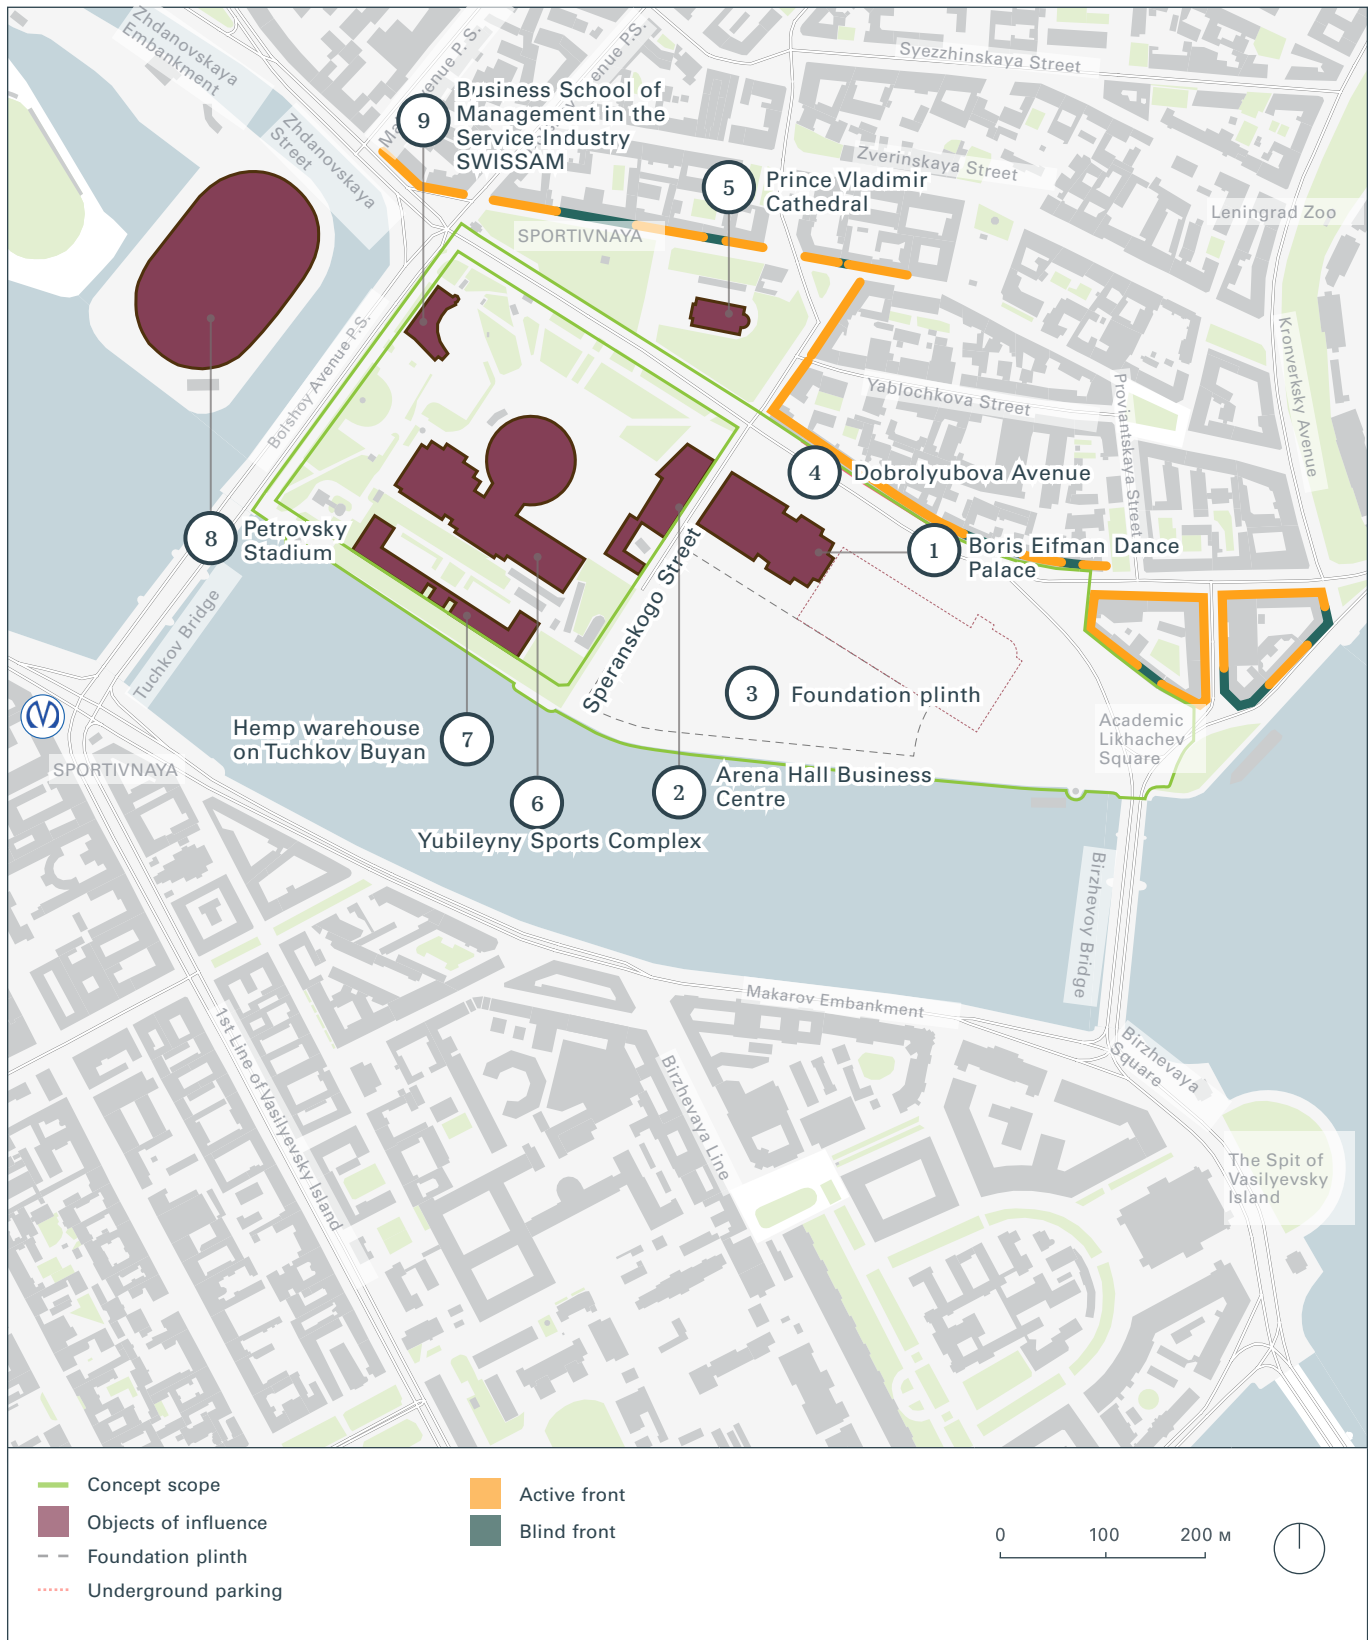 Zhdanovskaya
Embankment
Zhdanovskaya
Street
enue P. S.
enue P.S.
Syezzhinskaya Street
9
Business School of
Management in the
Service Industry
SWISSAM
Zverinskaya Street
5
Prince Vladimir
Cathedral
Leningrad Zoo
SPORTIVNAYA
Bolshoy Avenue P.S.
Kronverksky Avenue
Yablochkova Street
Proviantskaya Street
4
Dobrolyubova Avenue
8
Petrovsky
Stadium
1
Boris Eifman Dance
Palace
Speranskogo Street
Tuchkov Bridge
3
Foundation plinth
SPORTIVNAYA
Hemp warehouse
on Tuchkov Buyan
7
Academic
Likhachev
Square
6
Yubileyny Sports Complex
2
Arena Hall Business
Centre
Birzhevoy Bridge
Makarov Embankment
1st Line of Vasilyevsky Island
Birzhevaya Line
Birzhevaya
Square
The Spit of
Vasilyevsky
Island
Concept scope
Objects of influence
Foundation plinth
Underground parking
Active front
Blind front
0 100 200 м